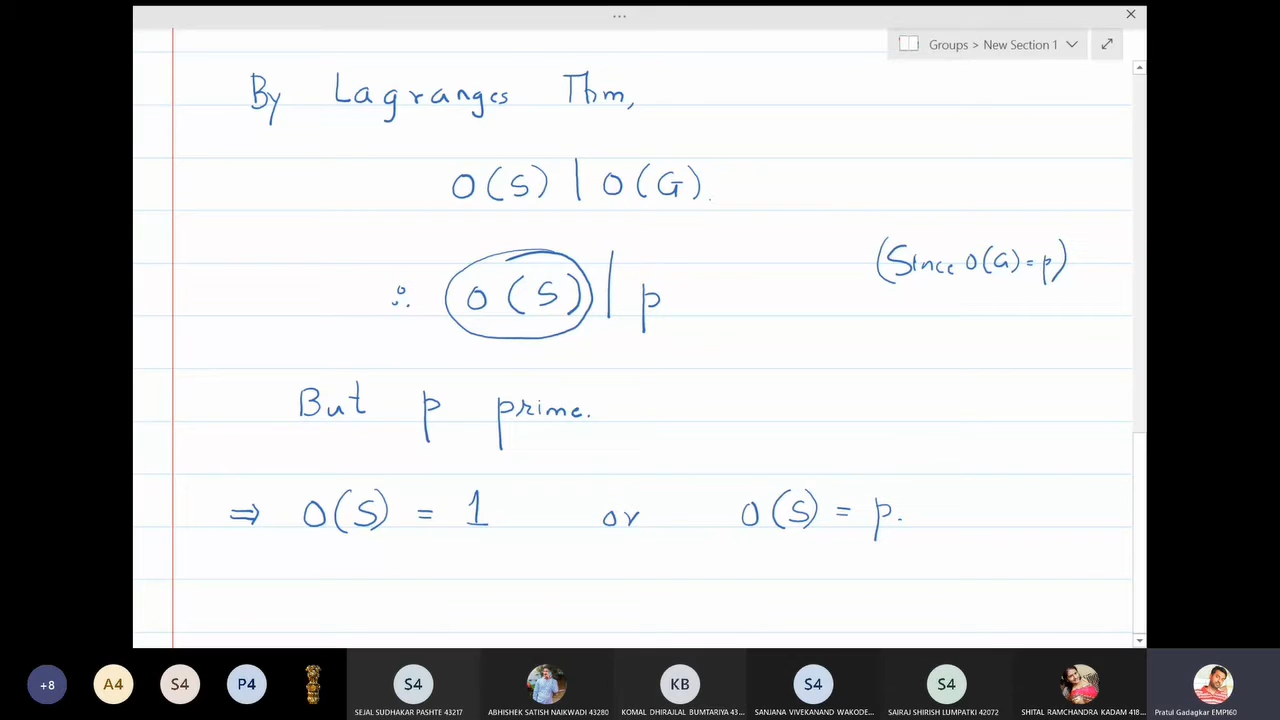 Groups > New Section 1
By Lagranges Thm,
O(S) | O(G).
∴ O(S) | p (Since O(G) = p)
But p prime.
⇒ O(S) = 1 or O(S) = p.
+8 A4 S4 P4 S4 KB S4 S4
SEJAL SUDHAKAR PASHTE 43217 ABHISHEK SATISH NAIKWADI 43280 KOMAL DHIRAJLAL BUMTARIYA 43... SANJANA VIVEKANAND WAKODE... SAIRAJ SHIRISH LUMPATKI 42072 SHITAL RAMCHANDRA KADAM 418... Pratul Gadagkar EMP160